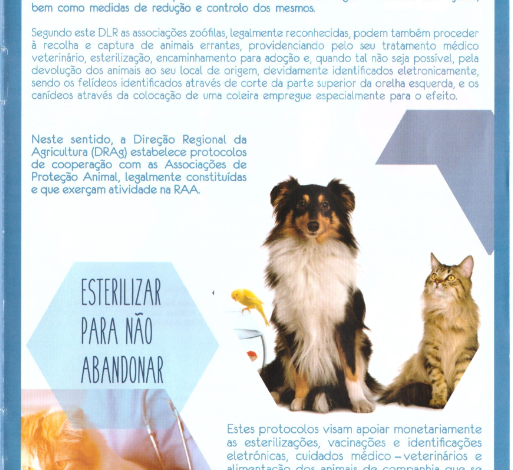 bem como medidas de redução e controlo dos mesmos.
Segundo este DLR as associações zoófilas, legalmente reconhecidas, podem também proceder
à recolha e captura de animais errantes, providenciando pelo seu tratamento médico
veterinário, esterilização, encaminhamento para adoção e, quando tal não seja possível, pela
devolução dos animais ao seu local de origem, devidamente identificados eletronicamente,
sendo os felídeos identificados através de corte da parte superior da orelha esquerda, e os
canídeos através da colocação de uma coleira empregue especialmente para o efeito.
Neste sentido, a Direção Regional da
Agricultura (DRAg) estabelece protocolos
de cooperação com as Associações de
Proteção Animal, legalmente constituídas
e que exerçam atividade na RAA.
ESTERILIZAR
PARA NÃO
ABANDONAR
Estes protocolos visam apoiar monetariamente
as esterilizações, vacinações e identificações
eletrónicas, cuidados médico – veterinários e
alimentação dos animais de companhia que se